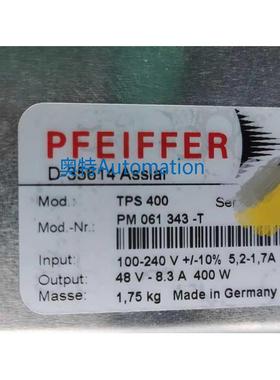 PFEIFFER
奥特Automation
D-35614 Asslar
Mod.: TPS 400 Ser
Mod.-Nr.: PM 061 343 -T
Input: 100-240 V +/-10% 5,2-1,7A
Output: 48 V - 8.3 A 400 W
Masse: 1,75 kg Made in Germany